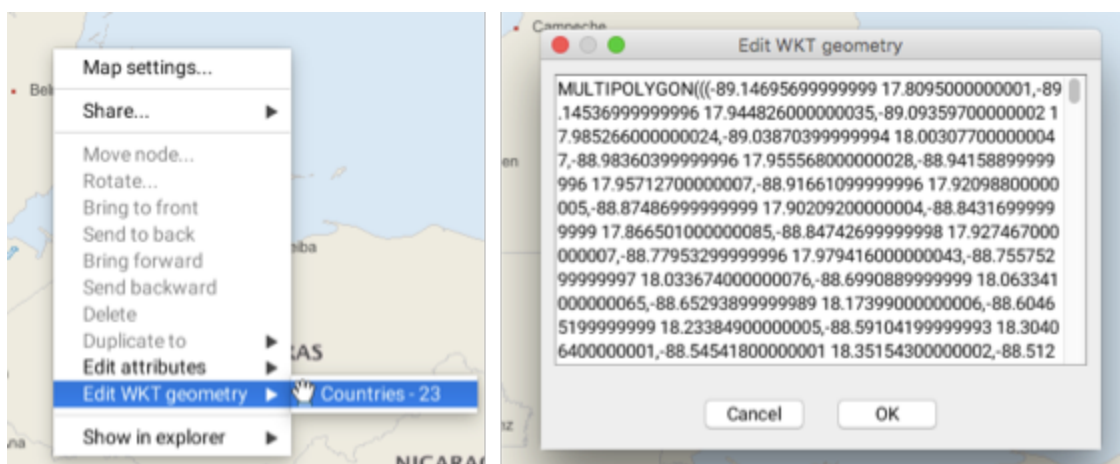 Map settings...
Share...
Move node...
Rotate...
Bring to front
Send to back
Bring forward
Send backward
Delete
Duplicate to
Edit attributes
Edit WKT geometry
Countries - 23
Show in explorer
Campeche
Edit WKT geometry
MULTIPOLYGON(((-89.14695699999999 17.8095000000001,-89
.14536999999996 17.944826000000035,-89.09359700000002 1
7.985266000000024,-89.03870399999994 18.00307700000004
7,-88.98360399999996 17.955568000000028,-88.94158899999
996 17.95712700000007,-88.91661099999996 17.92098800000
005,-88.87486999999999 17.90209200000004,-88.8431699999
9999 17.866501000000085,-88.84742699999998 17.927467000
000007,-88.77953299999996 17.979416000000043,-88.755752
99999997 18.033674000000076,-88.6990889999999 18.063341
000000065,-88.65293899999989 18.17399000000006,-88.6046
5199999999 18.23384900000005,-88.59104199999993 18.3040
6400000001,-88.54541800000001 18.35154300000002,-88.512
Cancel
OK